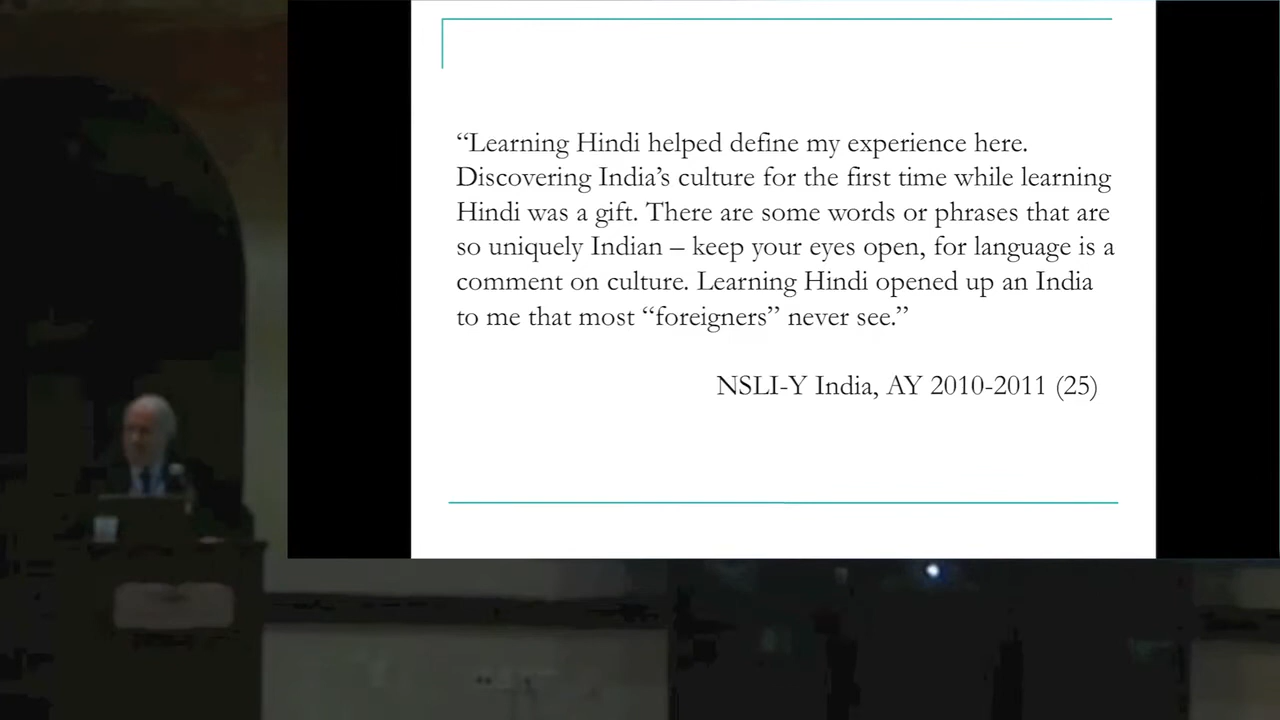 “Learning Hindi helped define my experience here.
Discovering India’s culture for the first time while learning
Hindi was a gift. There are some words or phrases that are
so uniquely Indian – keep your eyes open, for language is a
comment on culture. Learning Hindi opened up an India
to me that most “foreigners” never see.”
NSLI-Y India, AY 2010-2011 (25)